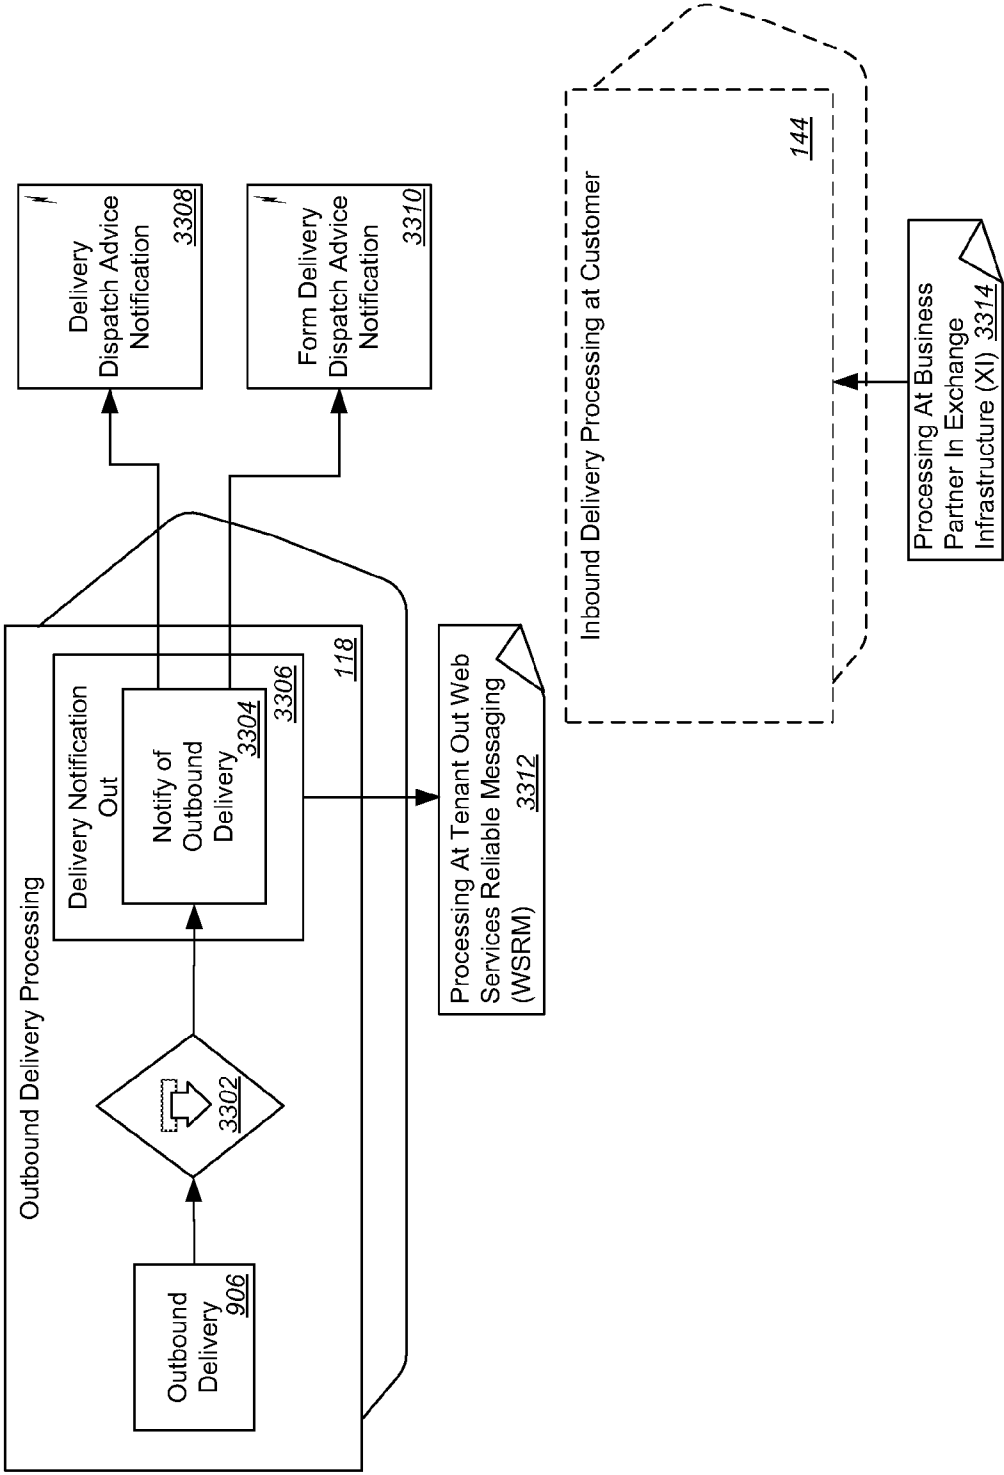 Outbound Delivery Processing
Outbound
Delivery
906
3302
Delivery Notification
Out
Notify of
Outbound
Delivery
3304
3306
118
Delivery
Dispatch Advice
Notification
3308
Form Delivery
Dispatch Advice
Notification
3310
Processing At Tenant Out Web
Services Reliable Messaging
(WSRM)
3312
Inbound Delivery Processing at Customer
144
Processing At Business
Partner In Exchange
Infrastructure (XI) 3314